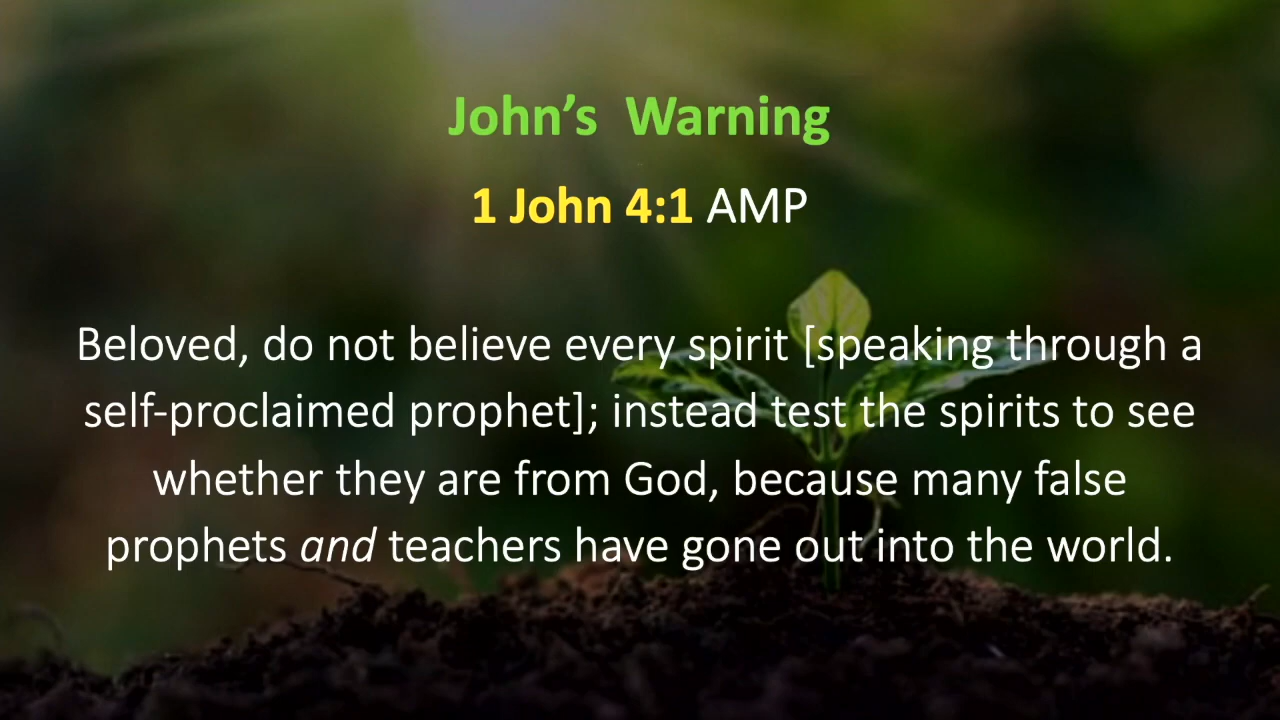 John’s  Warning
1 John 4:1 AMP
Beloved, do not believe every spirit [speaking through a
self-proclaimed prophet]; instead test the spirits to see
whether they are from God, because many false
prophets and teachers have gone out into the world.